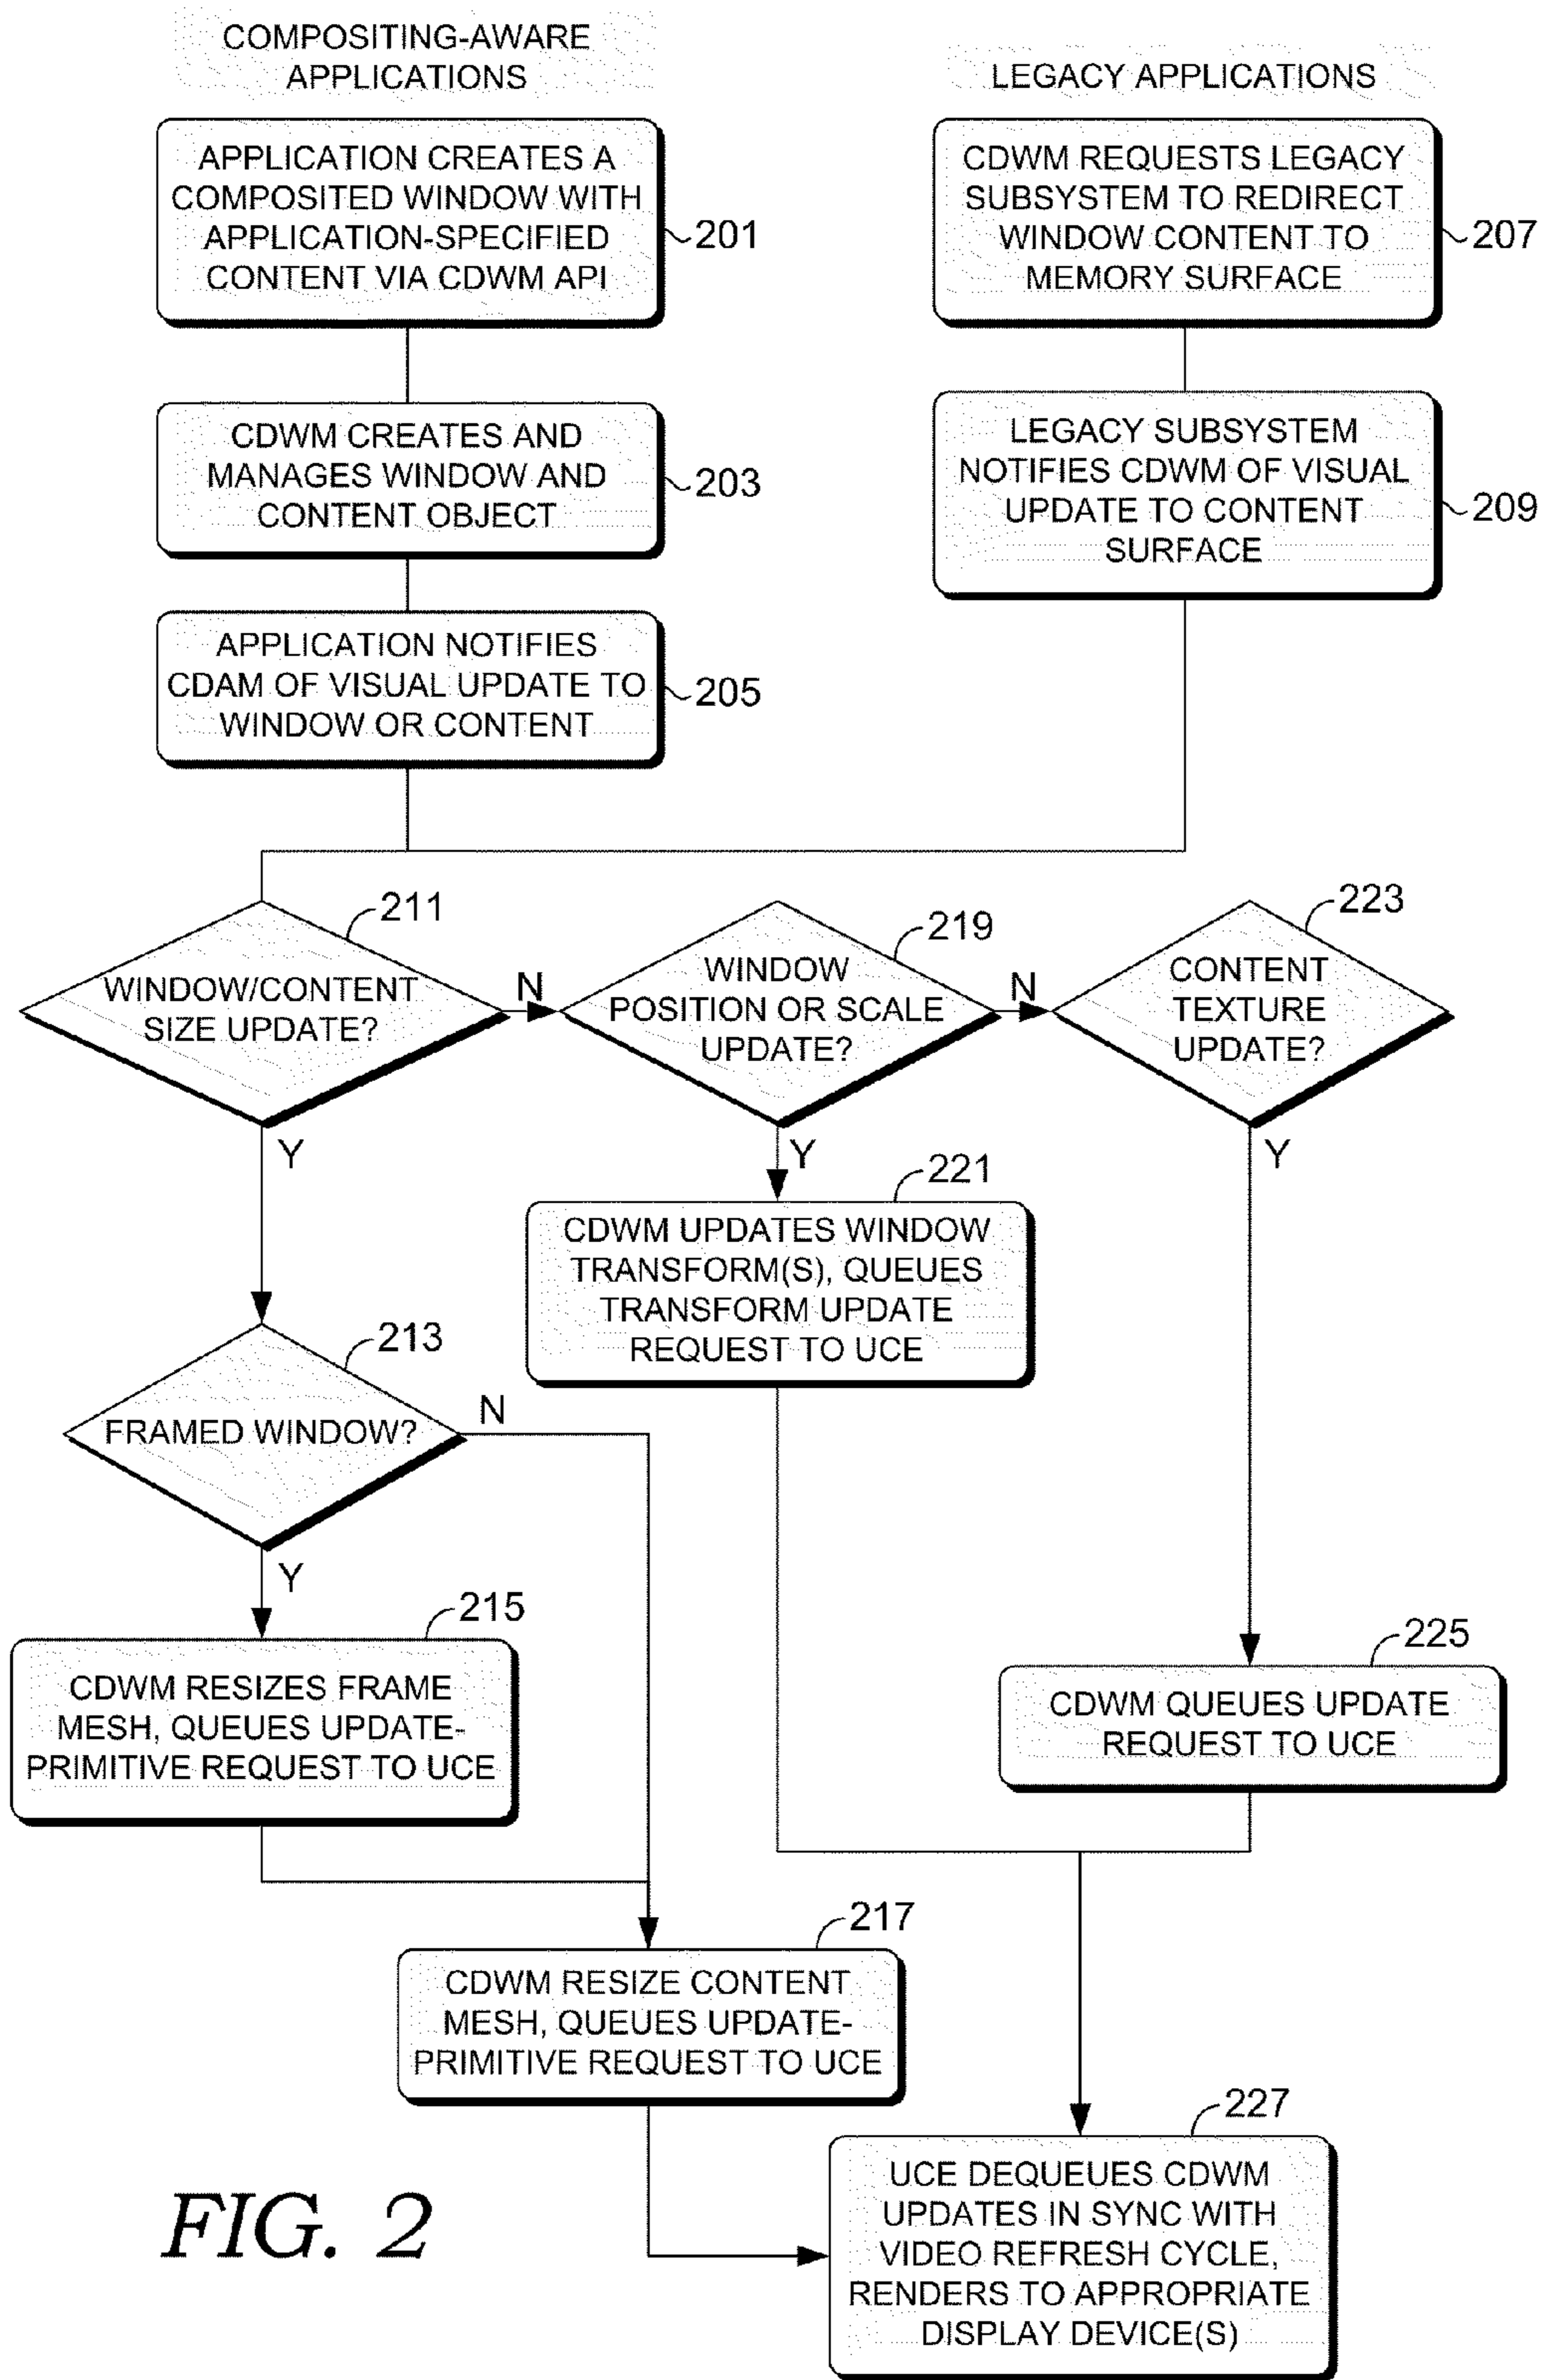 COMPOSITING-AWARE
APPLICATIONS
APPLICATION CREATES A
COMPOSITED WINDOW WITH
APPLICATION-SPECIFIED
CONTENT VIA CDWM API
201
CDWM CREATES AND
MANAGES WINDOW AND
CONTENT OBJECT
203
APPLICATION NOTIFIES
CDAM OF VISUAL UPDATE TO
WINDOW OR CONTENT
205
LEGACY APPLICATIONS
CDWM REQUESTS LEGACY
SUBSYSTEM TO REDIRECT
WINDOW CONTENT TO
MEMORY SURFACE
207
LEGACY SUBSYSTEM
NOTIFIES CDWM OF VISUAL
UPDATE TO CONTENT
SURFACE
209
211
WINDOW/CONTENT
SIZE UPDATE?
N
Y
219
WINDOW
POSITION OR SCALE
UPDATE?
N
Y
223
CONTENT
TEXTURE
UPDATE?
Y
221
CDWM UPDATES WINDOW
TRANSFORM(S), QUEUES
TRANSFORM UPDATE
REQUEST TO UCE
213
FRAMED WINDOW?
N
Y
215
CDWM RESIZES FRAME
MESH, QUEUES UPDATE-
PRIMITIVE REQUEST TO UCE
225
CDWM QUEUES UPDATE
REQUEST TO UCE
217
CDWM RESIZE CONTENT
MESH, QUEUES UPDATE-
PRIMITIVE REQUEST TO UCE
227
UCE DEQUEUES CDWM
UPDATES IN SYNC WITH
VIDEO REFRESH CYCLE,
RENDERS TO APPROPRIATE
DISPLAY DEVICE(S)
FIG. 2